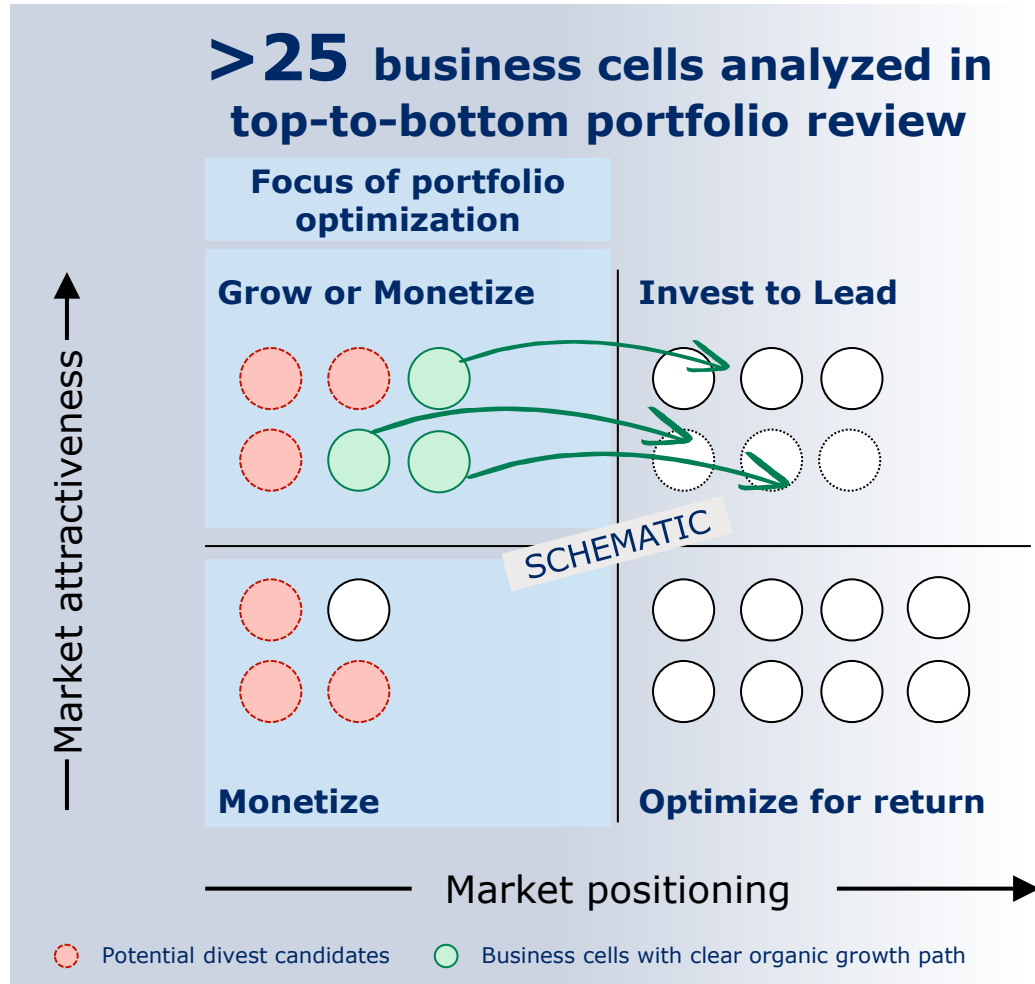 >25 business cells analyzed in
top-to-bottom portfolio review
Focus of portfolio
optimization
Grow or Monetize
Invest to Lead
Market attractiveness
SCHEMATIC
Monetize
Optimize for return
Market positioning
Potential divest candidates
Business cells with clear organic growth path